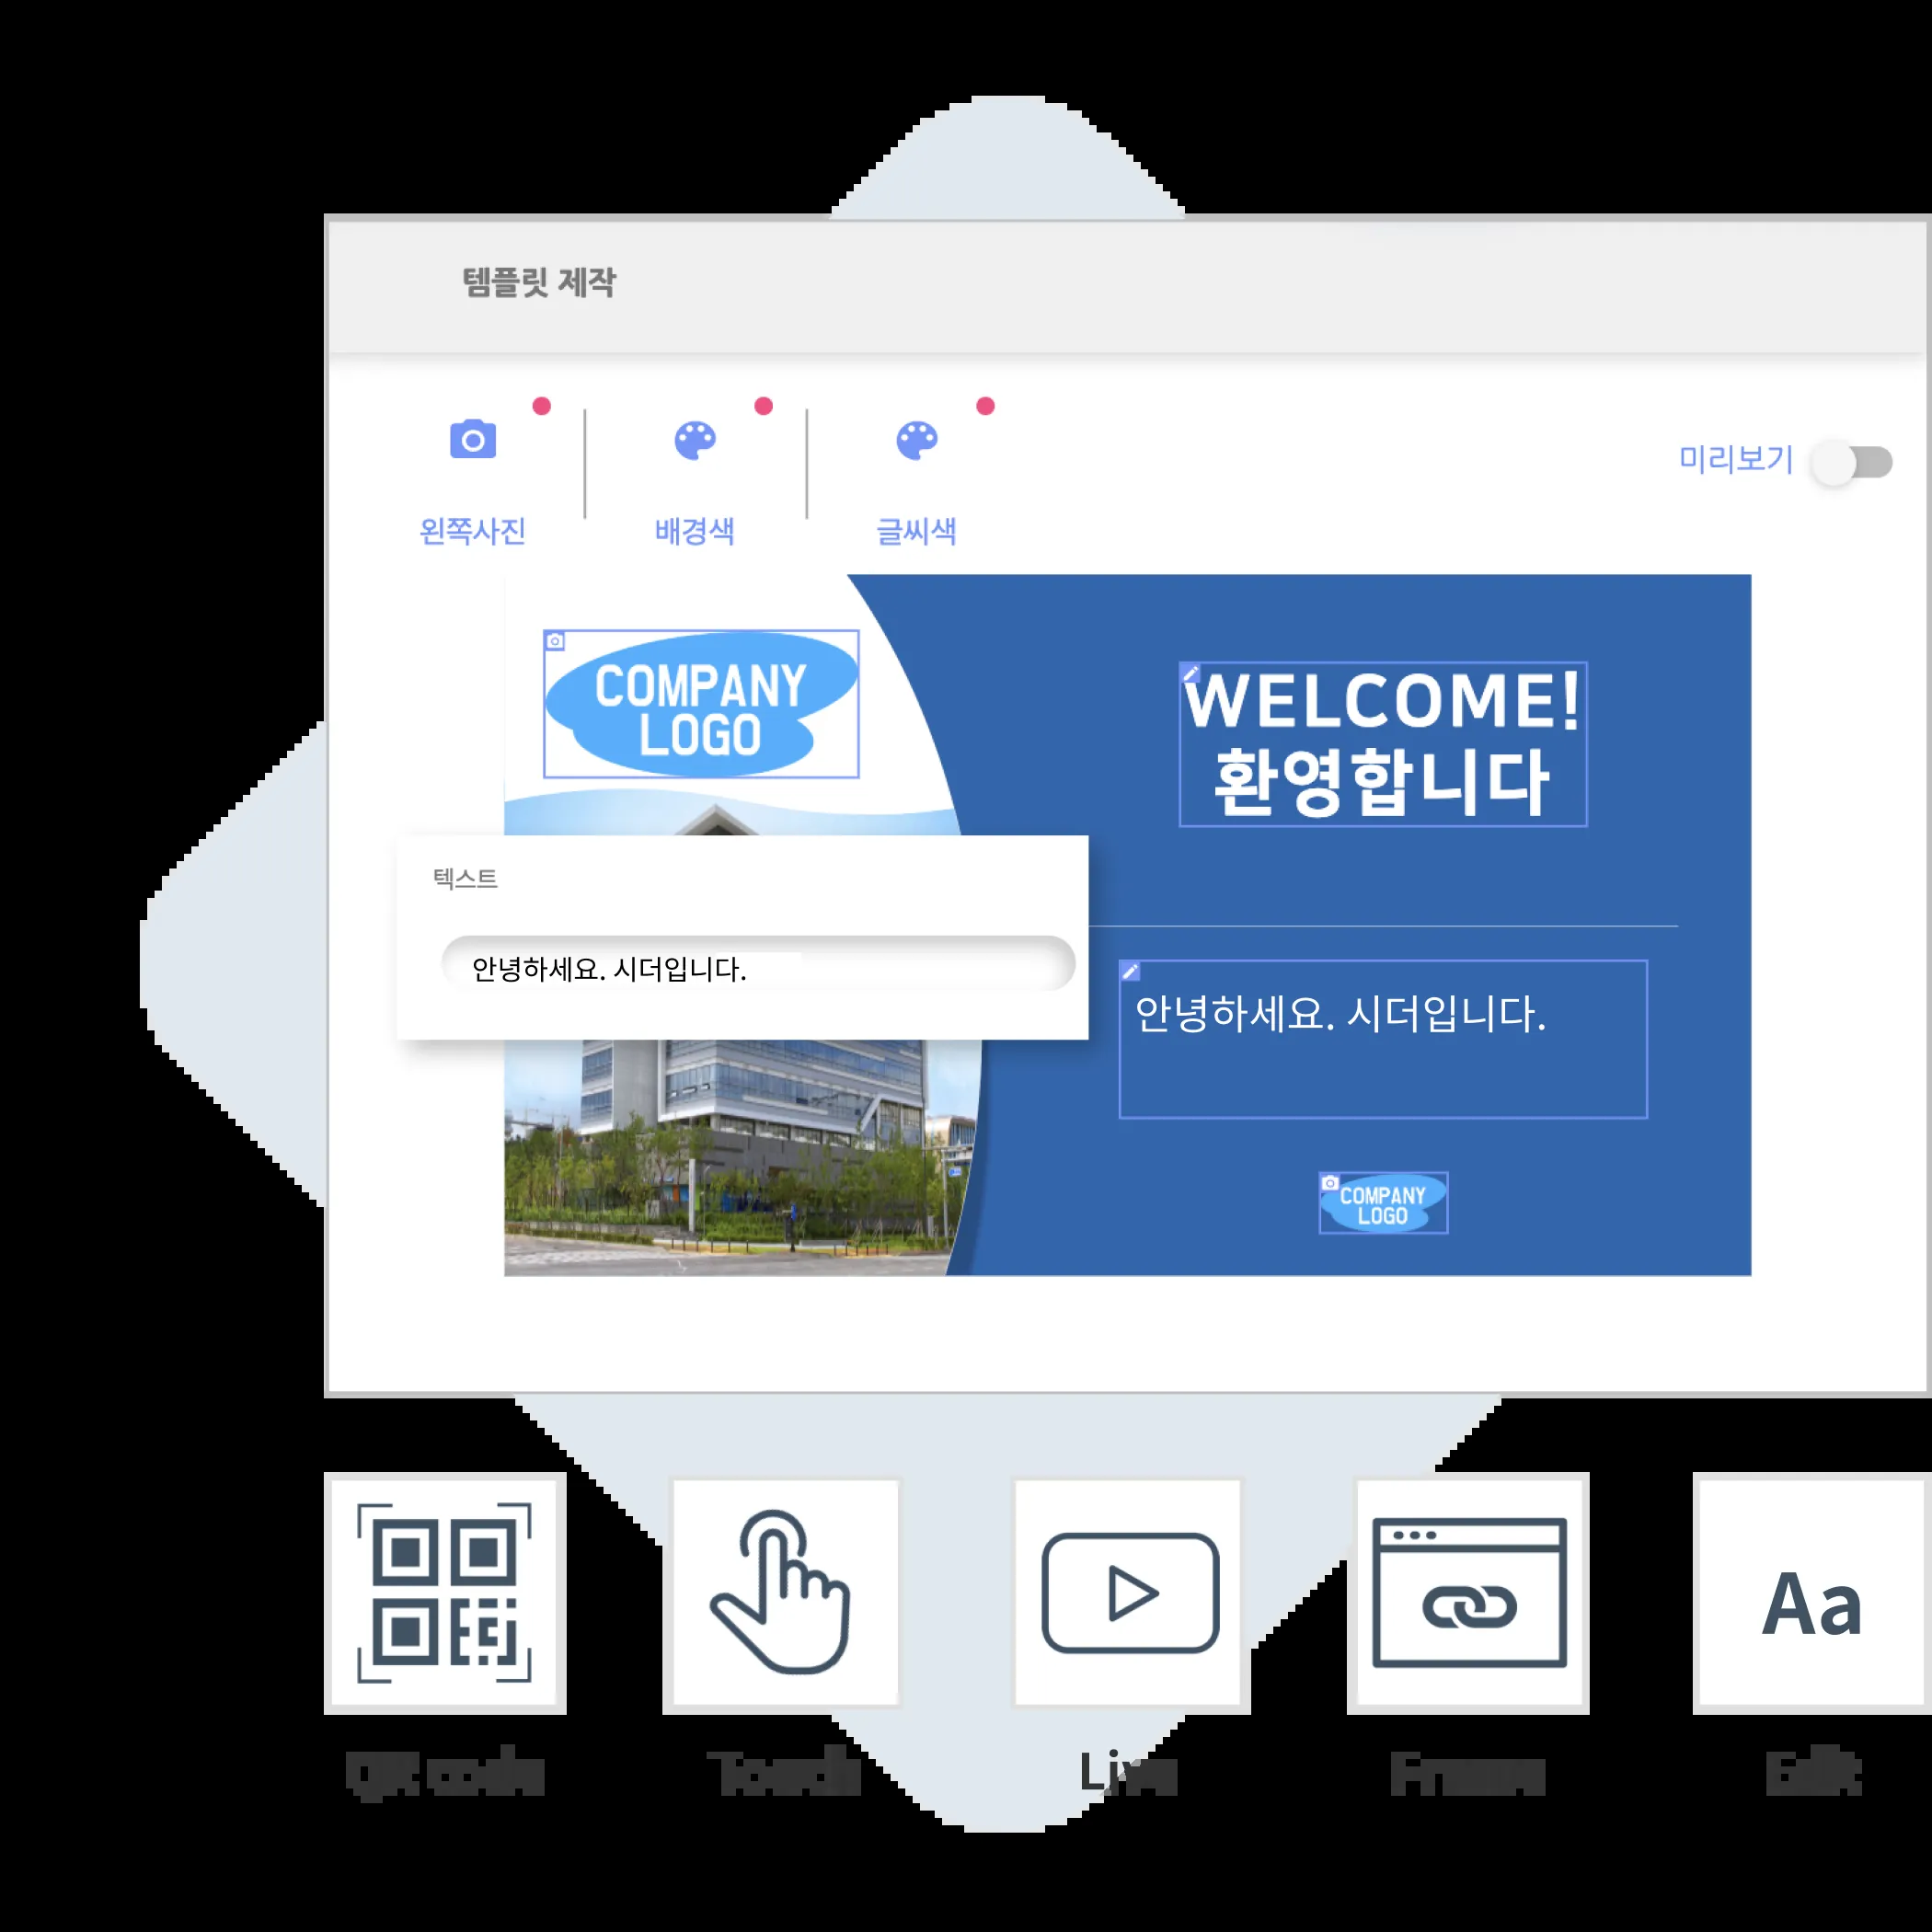 템플릿 제작
왼쪽사진
배경색
글씨색
미리보기
COMPANY
LOGO
WELCOME!
환영합니다
텍스트
안녕하세요. 시더입니다.
안녕하세요. 시더입니다.
COMPANY
LOGO
Aa
QR code
Touch
Live
Frame
Edit